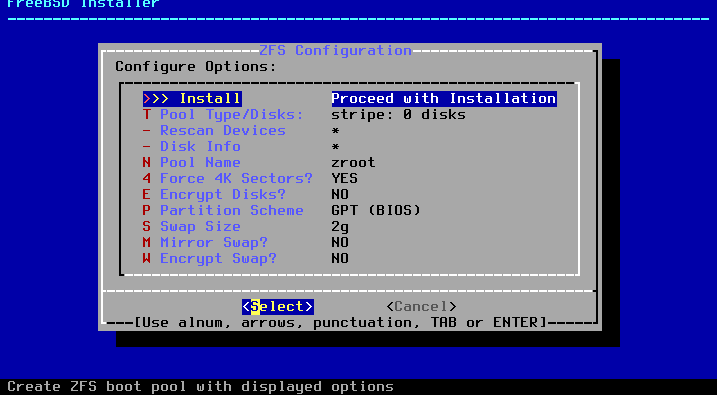 FreeBSD Installer
ZFS Configuration
Configure Options:
>>> Install Proceed with Installation
T Pool Type/Disks: stripe: 0 disks
- Rescan Devices *
- Disk Info *
N Pool Name zroot
4 Force 4K Sectors? YES
E Encrypt Disks? NO
P Partition Scheme GPT (BIOS)
S Swap Size 2g
M Mirror Swap? NO
W Encrypt Swap? NO
<Select> <Cancel>
[Use alnum, arrows, punctuation, TAB or ENTER]
Create ZFS boot pool with displayed options